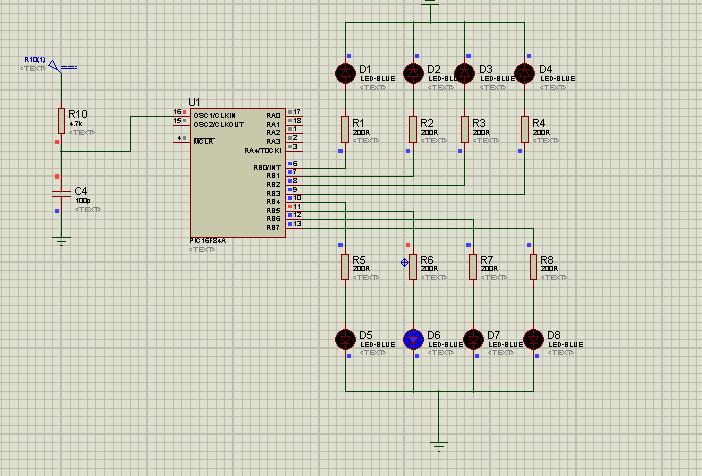 D1 D2 D3 D4
LED-BLUE LED-BLUE LED-BLUE LED-BLUE
<TEXT> <TEXT> <TEXT> <TEXT>
R10(1)
<TEXT>
R10
4.7k
<TEXT>
U1
16 OSC1/CLKIN RA0 17
15 OSC2/CLKOUT RA1 18
RA2 1
4 MCLR RA3 2
RA4/T0CKI 3
RB0/INT 6
RB1 7
RB2 8
RB3 9
RB4 10
RB5 11
RB6 12
RB7 13
PIC16F84A
<TEXT>
R1 R2 R3 R4
200R 200R 200R 200R
<TEXT> <TEXT> <TEXT> <TEXT>
C4
100p
<TEXT>
R5 R6 R7 R8
200R 200R 200R 200R
<TEXT> <TEXT> <TEXT> <TEXT>
D5 D6 D7 D8
LED-BLUE LED-BLUE LED-BLUE LED-BLUE
<TEXT> <TEXT> <TEXT> <TEXT>